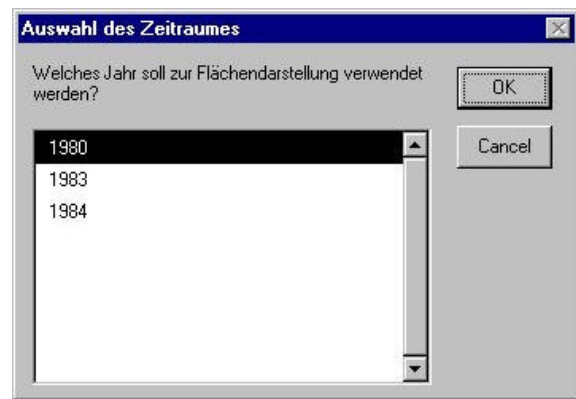 Auswahl des Zeitraumes
Welches Jahr soll zur Flächendarstellung verwendet
werden?
OK
Cancel
1980
1983
1984